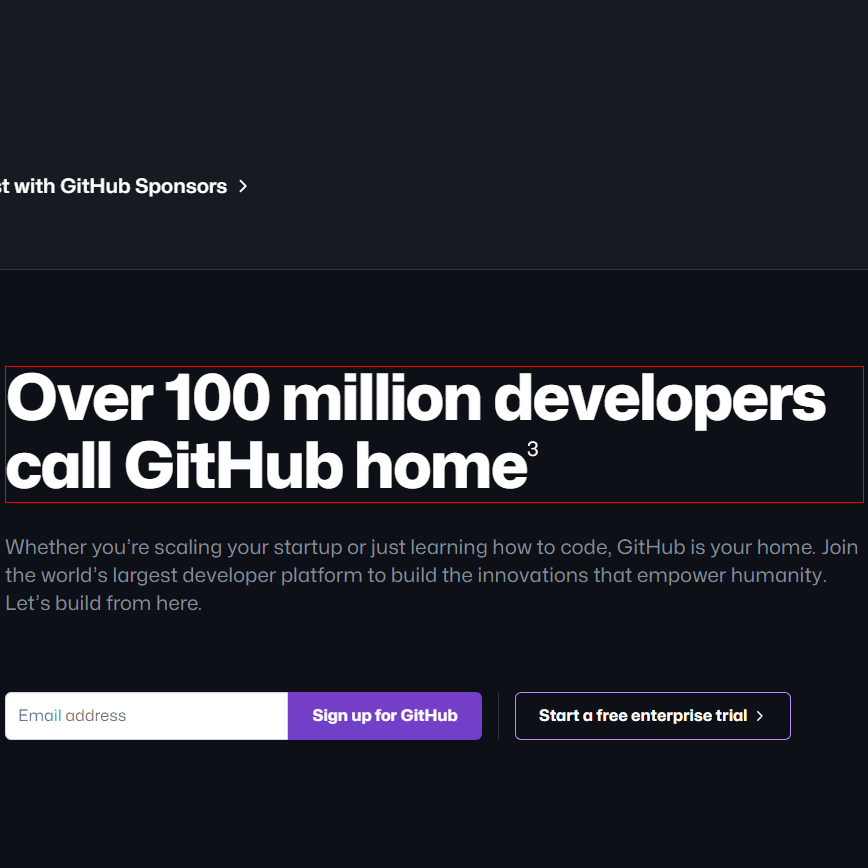 st with GitHub Sponsors
Over 100 million developers
call GitHub home³
Whether you’re scaling your startup or just learning how to code, GitHub is your home. Join
the world’s largest developer platform to build the innovations that empower humanity.
Let’s build from here.
Email address
Sign up for GitHub
Start a free enterprise trial